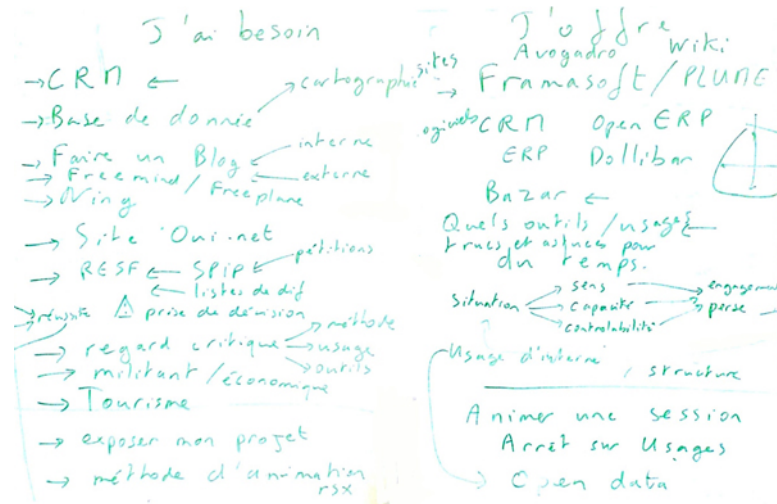 J'ai besoin
→ CRM ←
→ Base de donnée → cartographie
→ Faire un Blog ← interne
→ Freemind / Freeplane ← externe
→ Ning
→ Site Oui.net
→ RESF ← SPIP ← pétitions
← listes de dif
→ réussite ⚠ prise de décision
→ regard critique → méthode
→ usage
→ outils
→ militant / économique
→ Tourisme
→ exposer mon projet
→ méthode d'animation
rsx
J'offre
Avogadro Wiki
sites
→ Framasoft / PLUME
ogiciels CRM Open ERP
ERP Dollibar
Bazar ←
Quels outils / usages ←
trucs et astuces pour
du temps.
situation → sens → engagement
→ capacité → perse
→ controlabilité
Usage d'interne
/ structure
Animer une session
Arrêt sur Usages
→ Open data